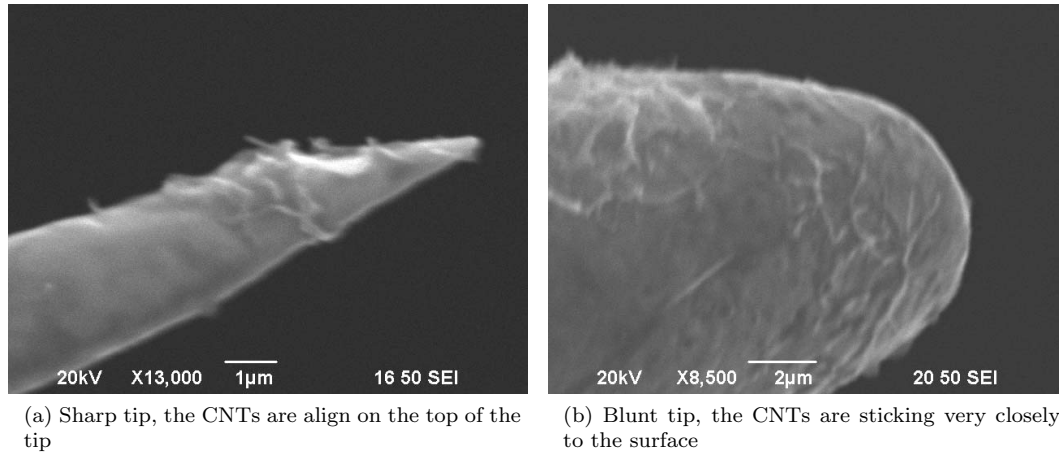 20kV X13,000 1μm 16 50 SEI
20kV X8,500 2μm 20 50 SEI
(a) Sharp tip, the CNTs are align on the top of the
tip
(b) Blunt tip, the CNTs are sticking very closely
to the surface